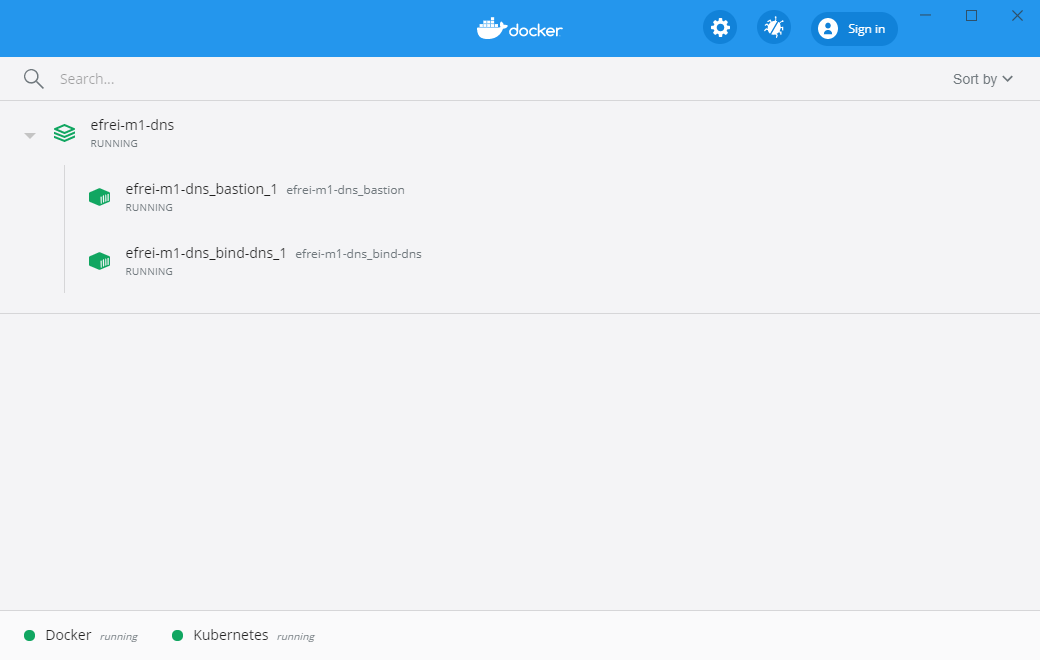 docker
Sign in
Search...
Sort by
efrei-m1-dns
RUNNING
efrei-m1-dns_bastion_1 efrei-m1-dns_bastion
RUNNING
efrei-m1-dns_bind-dns_1 efrei-m1-dns_bind-dns
RUNNING
Docker running Kubernetes running